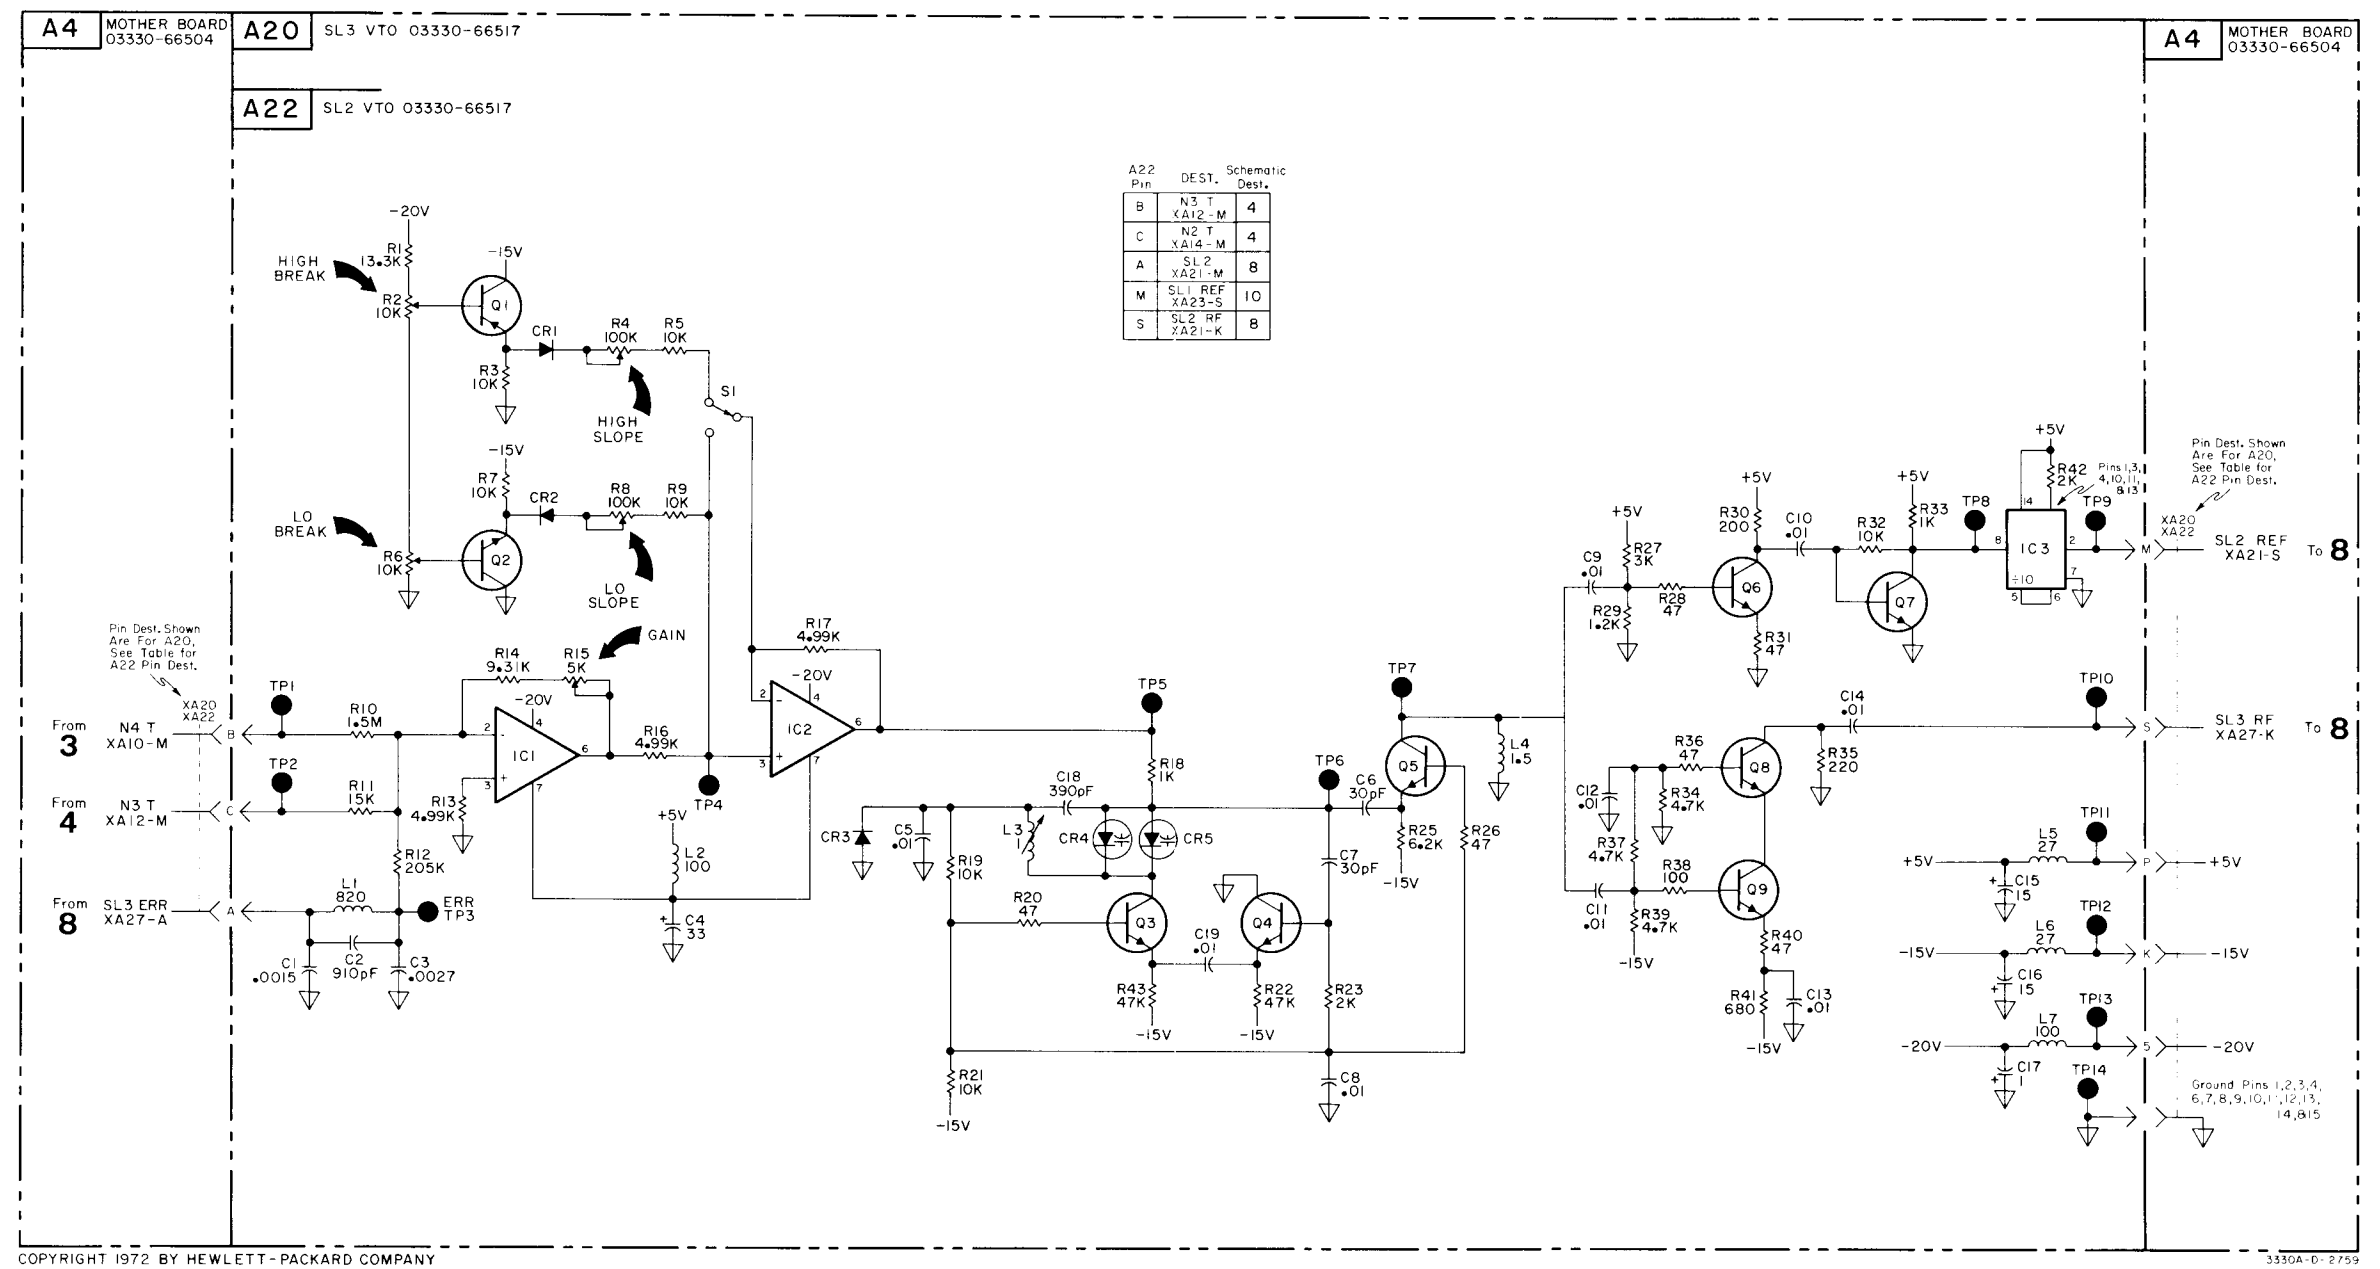 A4
MOTHER BOARD
03330-66504
A20
SL3 VTO 03330-66517
A22
SL2 VTO 03330-66517
A4
MOTHER BOARD
03330-66504
A22
Pin
DEST.
Schematic
Dest.
B
N3 T
XA12-M
4
C
N2 T
XA14-M
4
A
SL2
XA21-M
8
M
SL1 REF
XA23-S
10
S
SL2 RF
XA21-K
8
-20V
R1
13.3K
HIGH
BREAK
R2
10K
-15V
Q1
CR1
R4
100K
R5
10K
R3
10K
HIGH
SLOPE
S1
-15V
R7
10K
CR2
R8
100K
R9
10K
LO
BREAK
R6
10K
Q2
LO
SLOPE
Pin Dest. Shown
Are For A20,
See Table for
A22 Pin Dest.
XA20
XA22
From
3
N4 T
XA10-M
B
TP1
R10
1.5M
From
4
N3 T
XA12-M
C
TP2
R11
15K
R12
205K
From
8
SL3 ERR
XA27-A
A
L1
820
ERR
TP3
C1
.0015
C2
910pF
C3
.0027
R14
9.31K
R15
5K
GAIN
-20V
2
-
4
IC1
6
3
+
7
R13
4.99K
R16
4.99K
TP4
+5V
L2
100
+
C4
33
R17
4.99K
-20V
2
-
4
IC2
6
3
+
7
TP5
R18
1K
C18
390pF
CR3
C5
.01
L3
1
CR4
CR5
R19
10K
R20
47
Q3
C19
.01
Q4
R43
47K
-15V
R22
47K
-15V
R23
2K
R21
10K
-15V
C8
.01
TP6
C6
30pF
C7
30pF
TP7
Q5
R25
6.2K
-15V
R26
47
L4
1.5
+5V
C9
.01
R27
3K
R29
1.2K
R28
47
+5V
R30
200
Q6
R31
47
C10
.01
R32
10K
+5V
R33
1K
Q7
TP8
+5V
R42
2K
Pins 1,3,
4,10,11,
&13
14
8
IC3
2
÷10
7
5
6
TP9
Pin Dest. Shown
Are For A20,
See Table for
A22 Pin Dest.
XA20
XA22
M
SL2 REF
XA21-S
To 8
C12
.01
R34
4.7K
R36
47
Q8
C14
.01
R35
220
TP10
S
SL3 RF
XA27-K
To 8
R37
4.7K
R38
100
C11
.01
R39
4.7K
-15V
Q9
R40
47
R41
680
-15V
C13
.01
+5V
L5
27
TP11
P
+5V
+
C15
15
-15V
L6
27
TP12
K
-15V
+
C16
15
-20V
L7
100
TP13
5
-20V
+
C17
1
TP14
Ground Pins 1,2,3,4,
6,7,8,9,10,11,12,13,
14,&15
COPYRIGHT 1972 BY HEWLETT-PACKARD COMPANY
3330A-D-2759